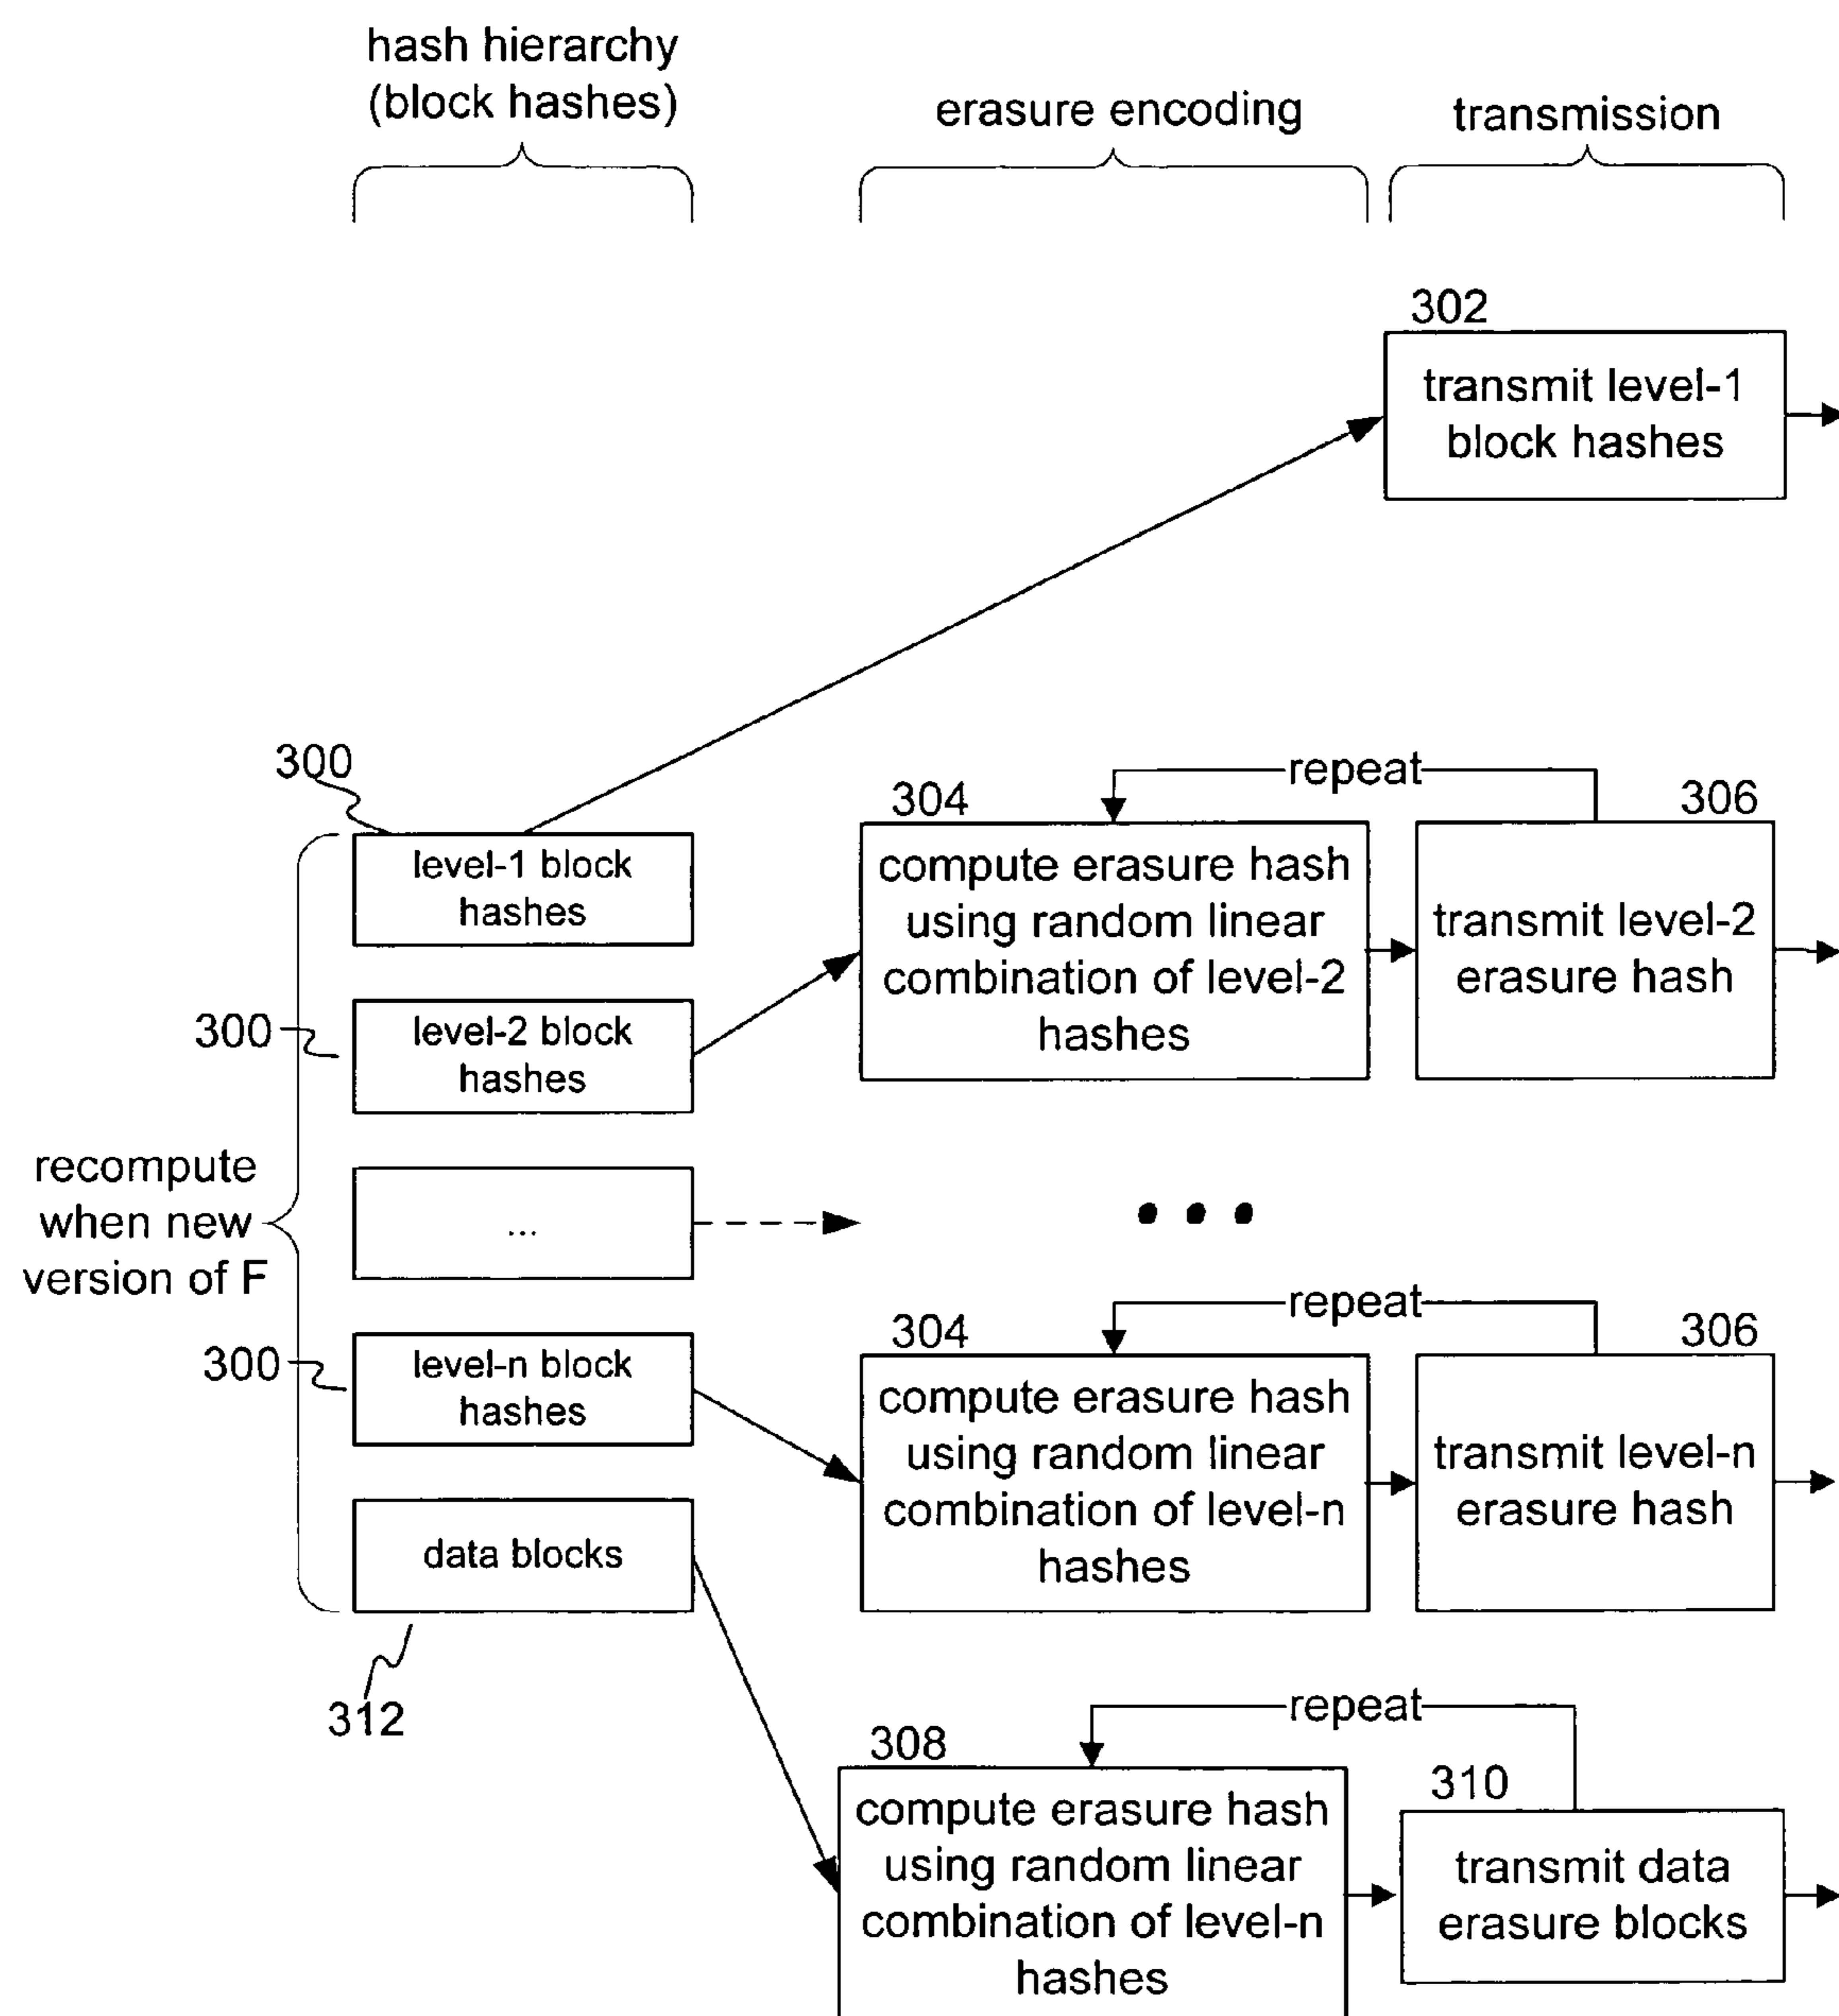 hash hierarchy
(block hashes)
erasure encoding
transmission
302
transmit level-1
block hashes
300
level-1 block
hashes
repeat
304
compute erasure hash
using random linear
combination of level-2
hashes
306
transmit level-2
erasure hash
300
level-2 block
hashes
recompute
when new
version of F
...
• • •
300
level-n block
hashes
repeat
304
compute erasure hash
using random linear
combination of level-n
hashes
306
transmit level-n
erasure hash
data blocks
312
repeat
308
compute erasure hash
using random linear
combination of level-n
hashes
310
transmit data
erasure blocks